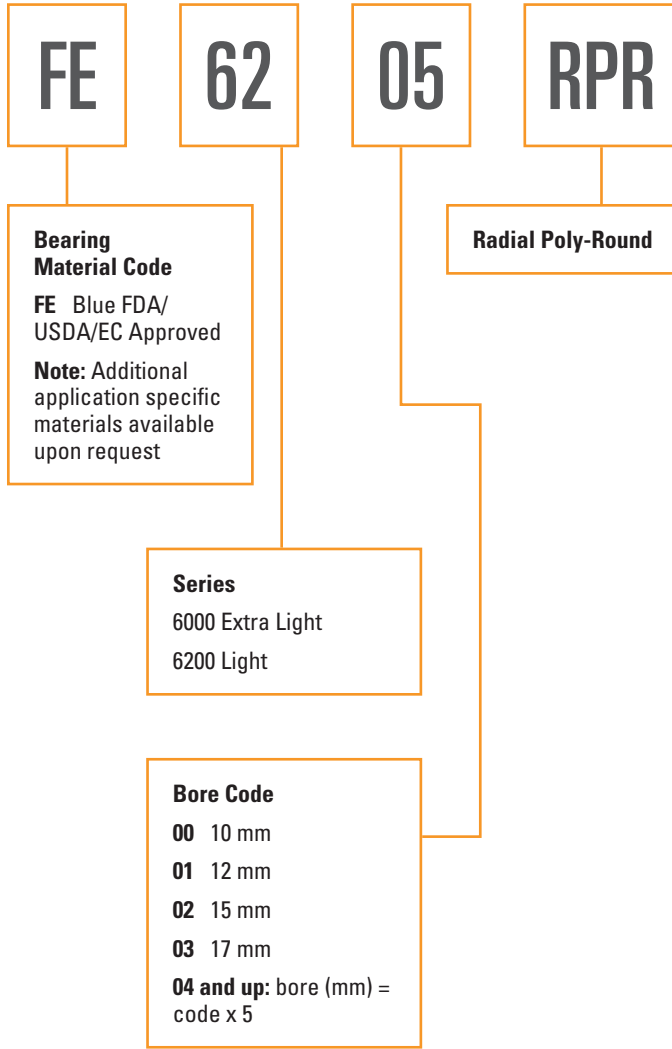 FE 62 05 RPR
Bearing
Material Code
FE Blue FDA/
USDA/EC Approved
Note: Additional
application specific
materials available
upon request
Radial Poly-Round
Series
6000 Extra Light
6200 Light
Bore Code
00 10 mm
01 12 mm
02 15 mm
03 17 mm
04 and up: bore (mm) =
code x 5